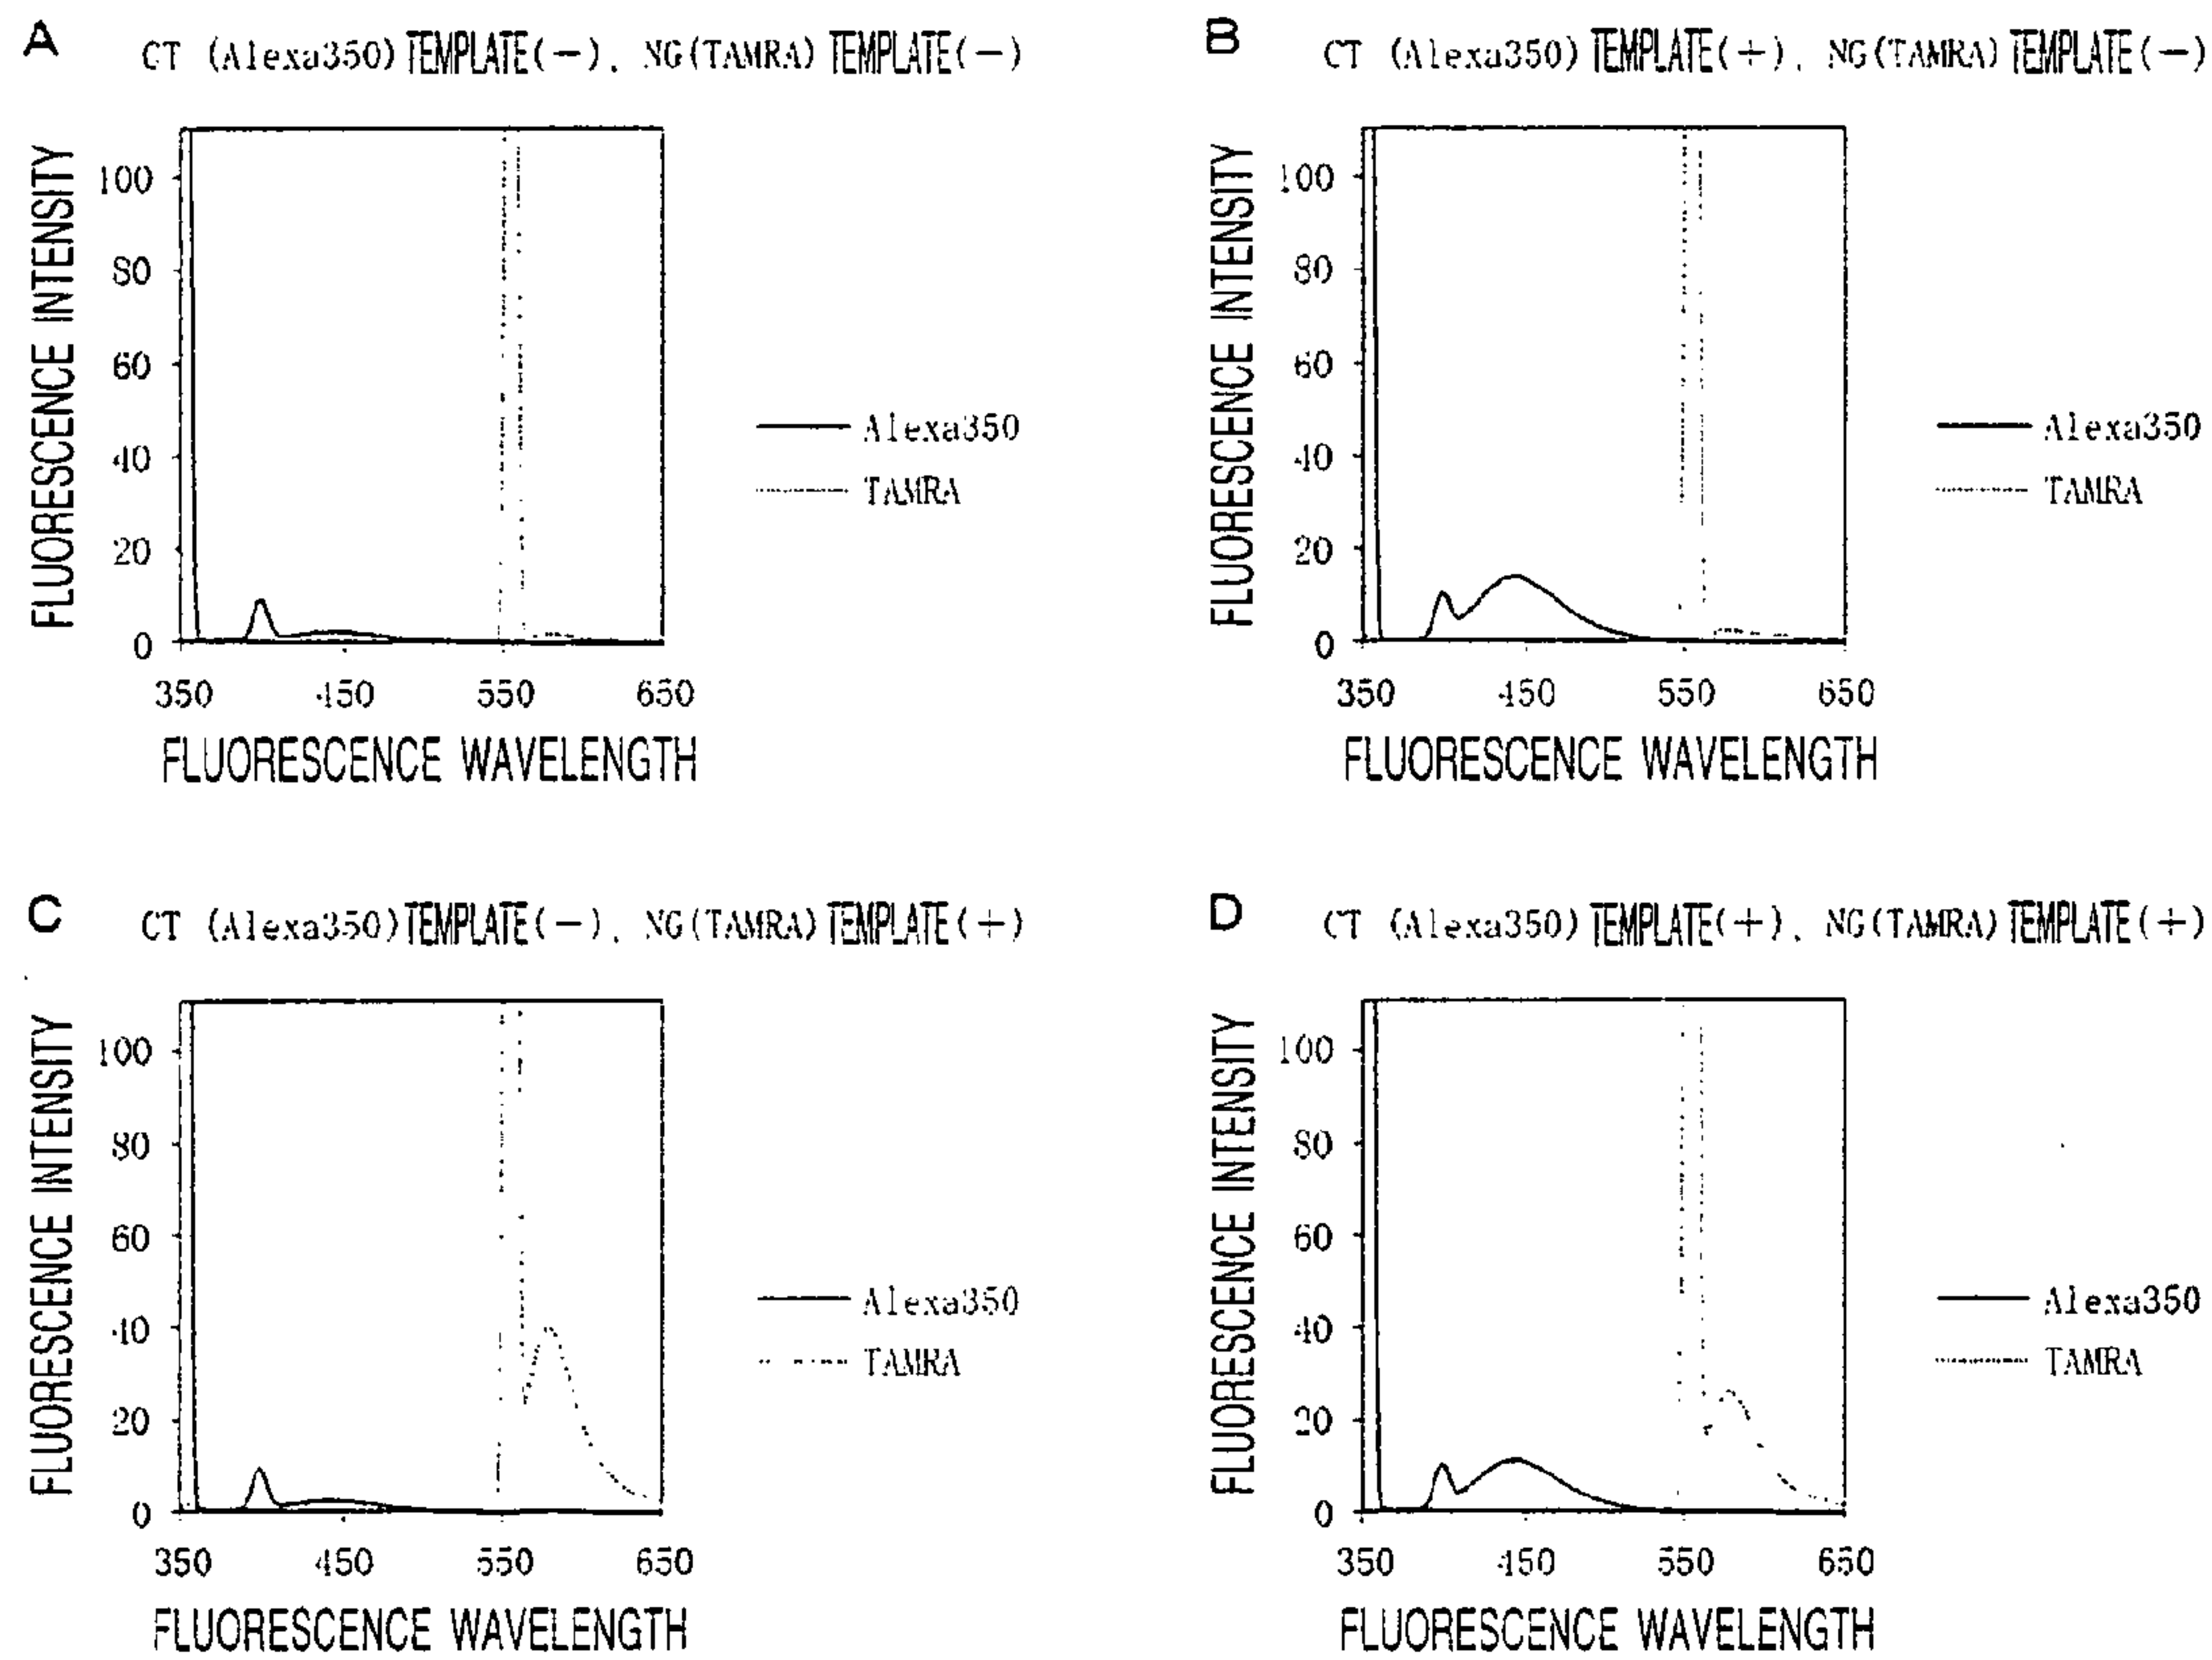 A
CT (Alexa350) TEMPLATE(−), NG(TAMRA) TEMPLATE(−)
FLUORESCENCE INTENSITY
100
80
60
40
20
0
350 450 550 650
FLUORESCENCE WAVELENGTH
Alexa350
TAMRA
B
CT (Alexa350) TEMPLATE(+), NG(TAMRA) TEMPLATE(−)
FLUORESCENCE INTENSITY
100
80
60
40
20
0
350 450 550 650
FLUORESCENCE WAVELENGTH
Alexa350
TAMRA
C
CT (Alexa350) TEMPLATE(−), NG(TAMRA) TEMPLATE(+)
FLUORESCENCE INTENSITY
100
80
60
40
20
0
350 450 550 650
FLUORESCENCE WAVELENGTH
Alexa350
TAMRA
D
CT (Alexa350) TEMPLATE(+), NG(TAMRA) TEMPLATE(+)
FLUORESCENCE INTENSITY
100
80
60
40
20
0
350 450 550 650
FLUORESCENCE WAVELENGTH
Alexa350
TAMRA